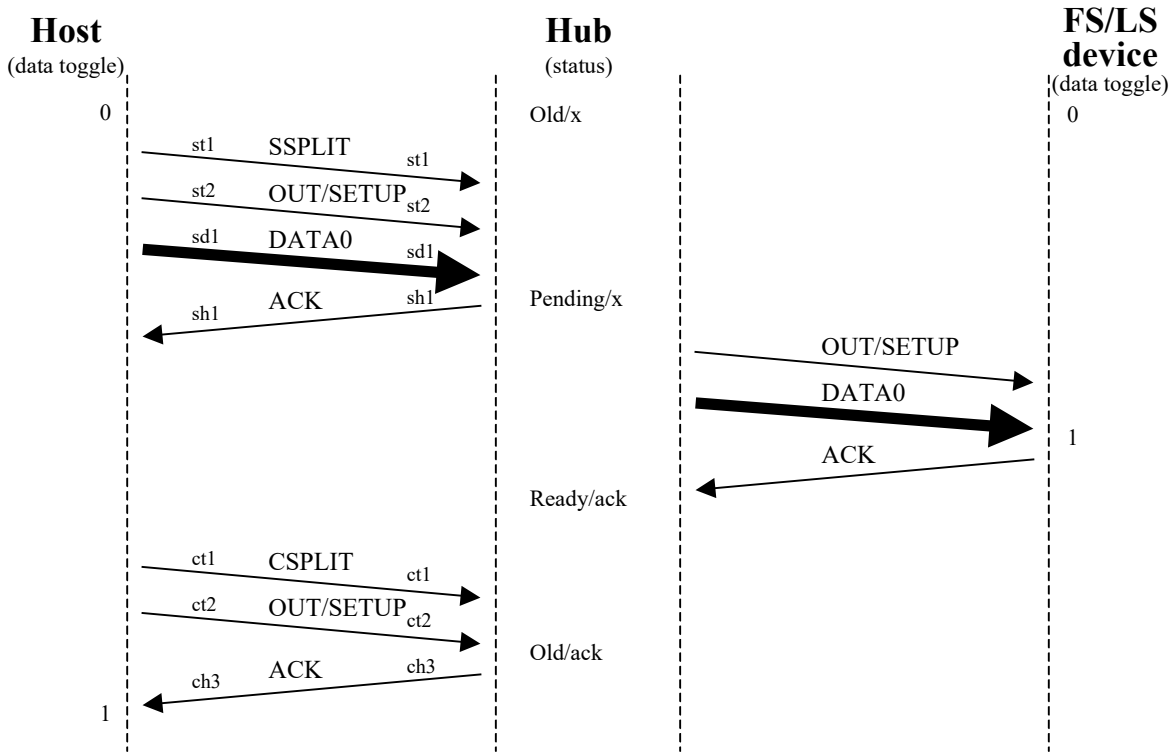 Host
(data toggle)
Hub
(status)
FS/LS
device
(data toggle)
0
Old/x
0
st1 SSPLIT st1
st2 OUT/SETUP st2
sd1 DATA0 sd1
ACK sh1
sh1
Pending/x
OUT/SETUP
DATA0
1
ACK
Ready/ack
ct1 CSPLIT ct1
ct2 OUT/SETUP ct2
Old/ack
ACK ch3
ch3
1